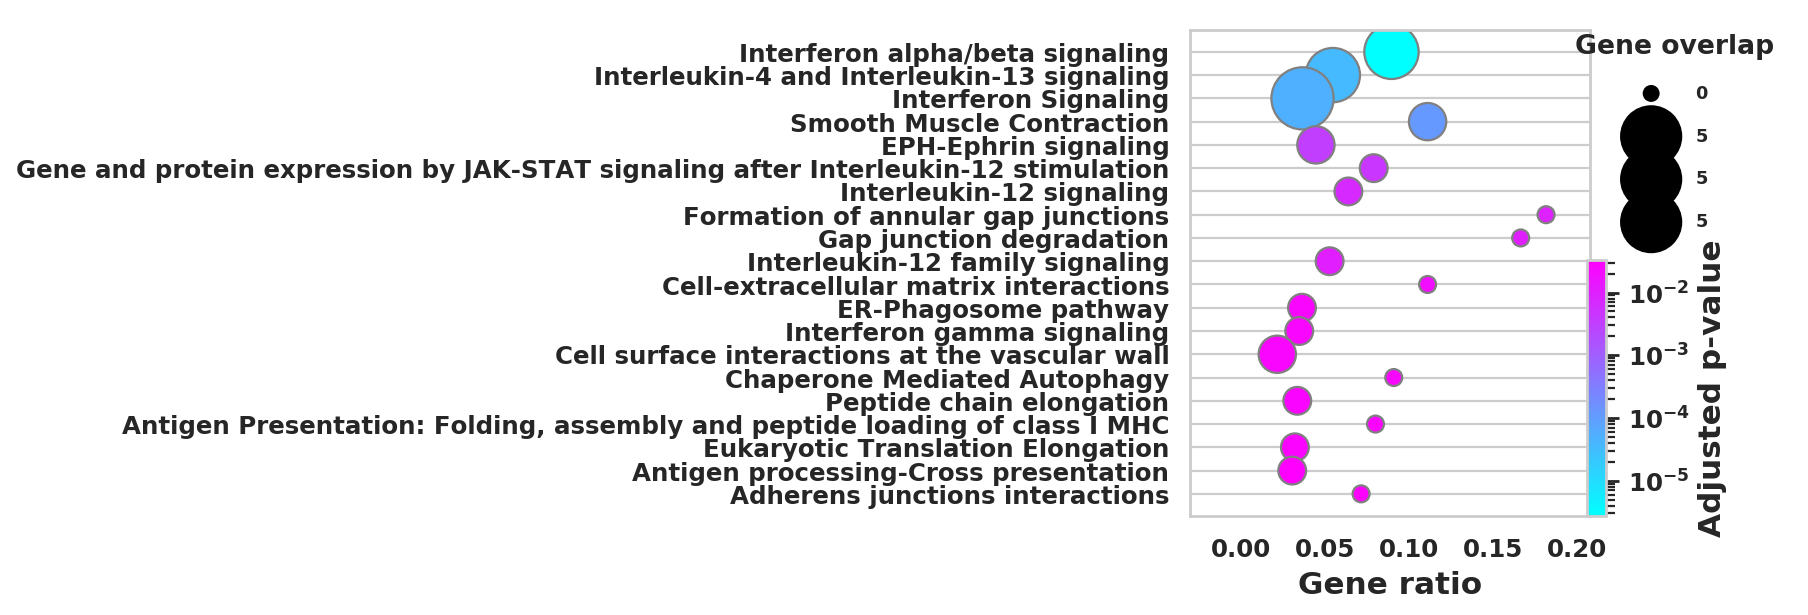 Interferon alpha/beta signaling
Interleukin-4 and Interleukin-13 signaling
Interferon Signaling
Smooth Muscle Contraction
EPH-Ephrin signaling
Gene and protein expression by JAK-STAT signaling after Interleukin-12 stimulation
Interleukin-12 signaling
Formation of annular gap junctions
Gap junction degradation
Interleukin-12 family signaling
Cell-extracellular matrix interactions
ER-Phagosome pathway
Interferon gamma signaling
Cell surface interactions at the vascular wall
Chaperone Mediated Autophagy
Peptide chain elongation
Antigen Presentation: Folding, assembly and peptide loading of class I MHC
Eukaryotic Translation Elongation
Antigen processing-Cross presentation
Adherens junctions interactions
0.00 0.05 0.10 0.15 0.20
Gene ratio
Gene overlap
0
5
5
5
10⁻²
10⁻³
10⁻⁴
10⁻⁵
Adjusted p-value